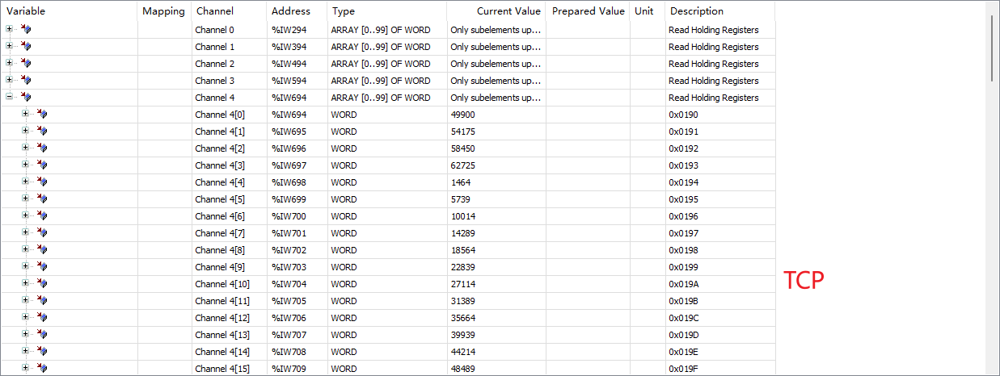 Variable Mapping Channel Address Type Current Value Prepared Value Unit Description
Channel 0 %IW294 ARRAY [0..99] OF WORD Only subelements up... Read Holding Registers
Channel 1 %IW394 ARRAY [0..99] OF WORD Only subelements up... Read Holding Registers
Channel 2 %IW494 ARRAY [0..99] OF WORD Only subelements up... Read Holding Registers
Channel 3 %IW594 ARRAY [0..99] OF WORD Only subelements up... Read Holding Registers
Channel 4 %IW694 ARRAY [0..99] OF WORD Only subelements up... Read Holding Registers
Channel 4[0] %IW694 WORD 49900 0x0190
Channel 4[1] %IW695 WORD 54175 0x0191
Channel 4[2] %IW696 WORD 58450 0x0192
Channel 4[3] %IW697 WORD 62725 0x0193
Channel 4[4] %IW698 WORD 1464 0x0194
Channel 4[5] %IW699 WORD 5739 0x0195
Channel 4[6] %IW700 WORD 10014 0x0196
Channel 4[7] %IW701 WORD 14289 0x0197
Channel 4[8] %IW702 WORD 18564 0x0198
Channel 4[9] %IW703 WORD 22839 0x0199
Channel 4[10] %IW704 WORD 27114 0x019A
TCP
Channel 4[11] %IW705 WORD 31389 0x019B
Channel 4[12] %IW706 WORD 35664 0x019C
Channel 4[13] %IW707 WORD 39939 0x019D
Channel 4[14] %IW708 WORD 44214 0x019E
Channel 4[15] %IW709 WORD 48489 0x019F